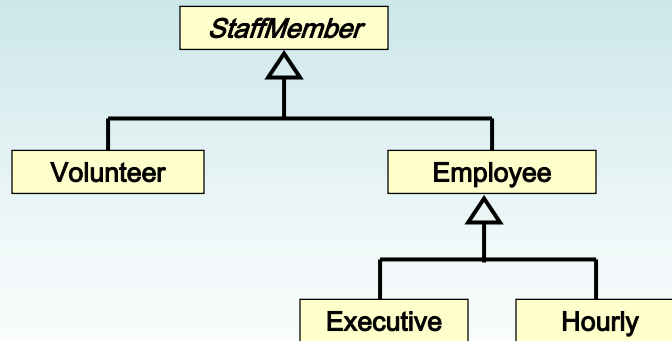 StaffMember
Volunteer
Employee
Executive
Hourly